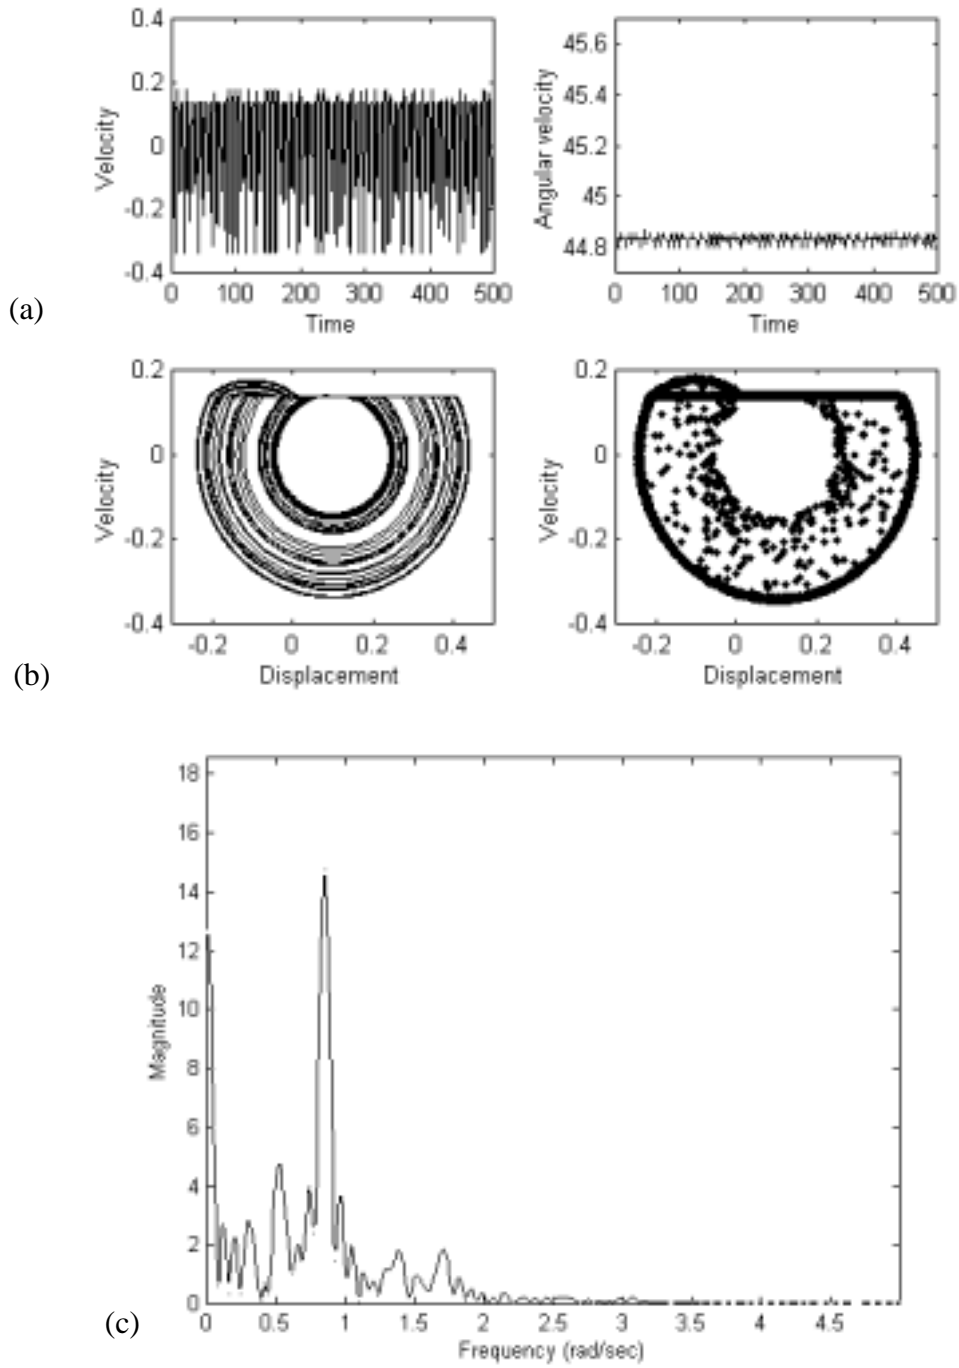 0.4
0.2
0
-0.2
-0.4
Velocity
0 100 200 300 400 500
Time
45.6
45.4
45.2
45
44.8
Angular velocity
0 100 200 300 400 500
Time
(a)
0.2
0
-0.2
-0.4
Velocity
-0.2 0 0.2 0.4
Displacement
0.2
0
-0.2
-0.4
Velocity
-0.2 0 0.2 0.4
Displacement
(b)
18
16
14
12
10
8
6
4
2
0
Magnitude
0 0.5 1 1.5 2 2.5 3 3.5 4 4.5
Frequency (rad/sec)
(c)